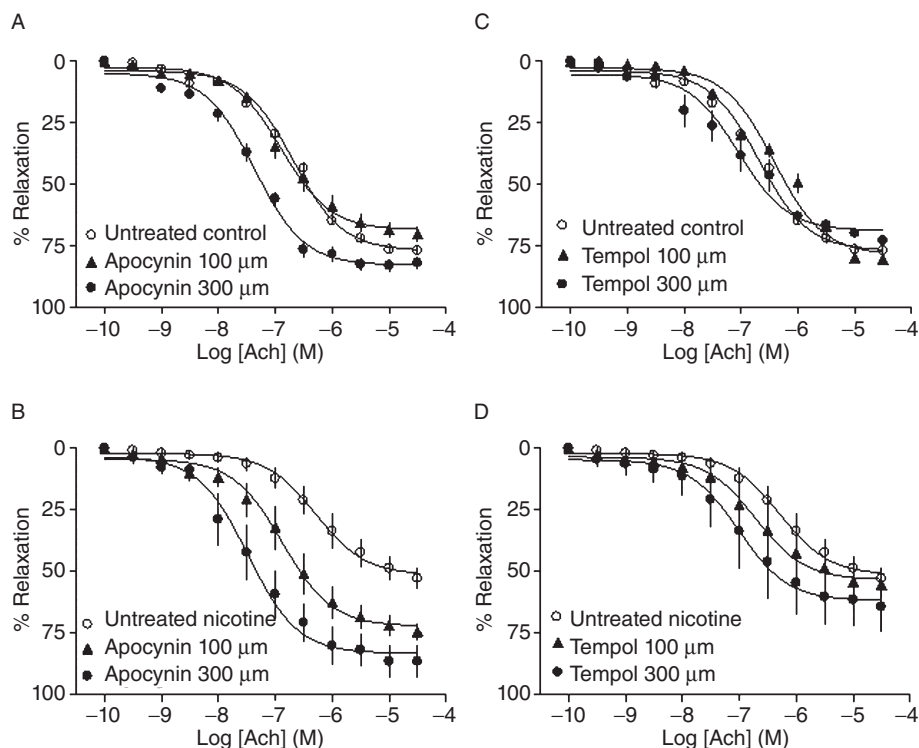 A
0
25
50
75
100
% Relaxation
Untreated control
Apocynin 100 μm
Apocynin 300 μm
–10 –9 –8 –7 –6 –5 –4
Log [Ach] (M)
C
0
25
50
75
100
% Relaxation
Untreated control
Tempol 100 μm
Tempol 300 μm
–10 –9 –8 –7 –6 –5 –4
Log [Ach] (M)
B
0
25
50
75
100
% Relaxation
Untreated nicotine
Apocynin 100 μm
Apocynin 300 μm
–10 –9 –8 –7 –6 –5 –4
Log [Ach] (M)
D
0
25
50
75
100
% Relaxation
Untreated nicotine
Tempol 100 μm
Tempol 300 μm
–10 –9 –8 –7 –6 –5 –4
Log [Ach] (M)